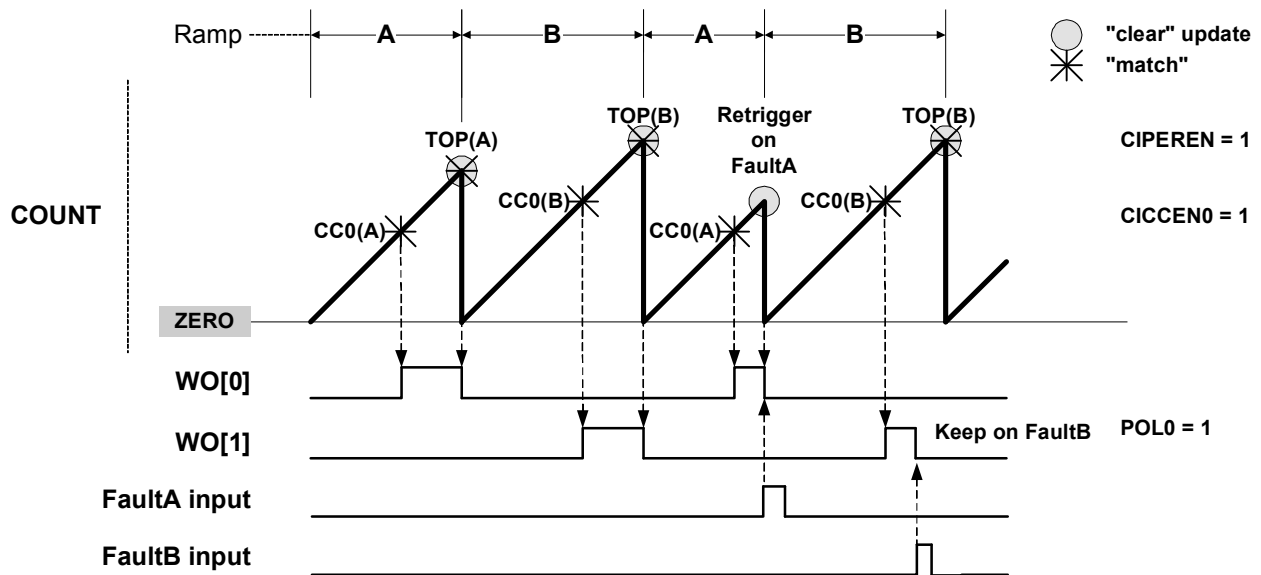 Ramp A B A B
"clear" update
"match"
TOP(A) TOP(B) Retrigger TOP(B)
on
FaultA
CIPEREN = 1
CC0(A) CC0(B) CC0(A) CC0(B)
COUNT
CICCEN0 = 1
ZERO
WO[0]
WO[1] Keep on FaultB POL0 = 1
FaultA input
FaultB input